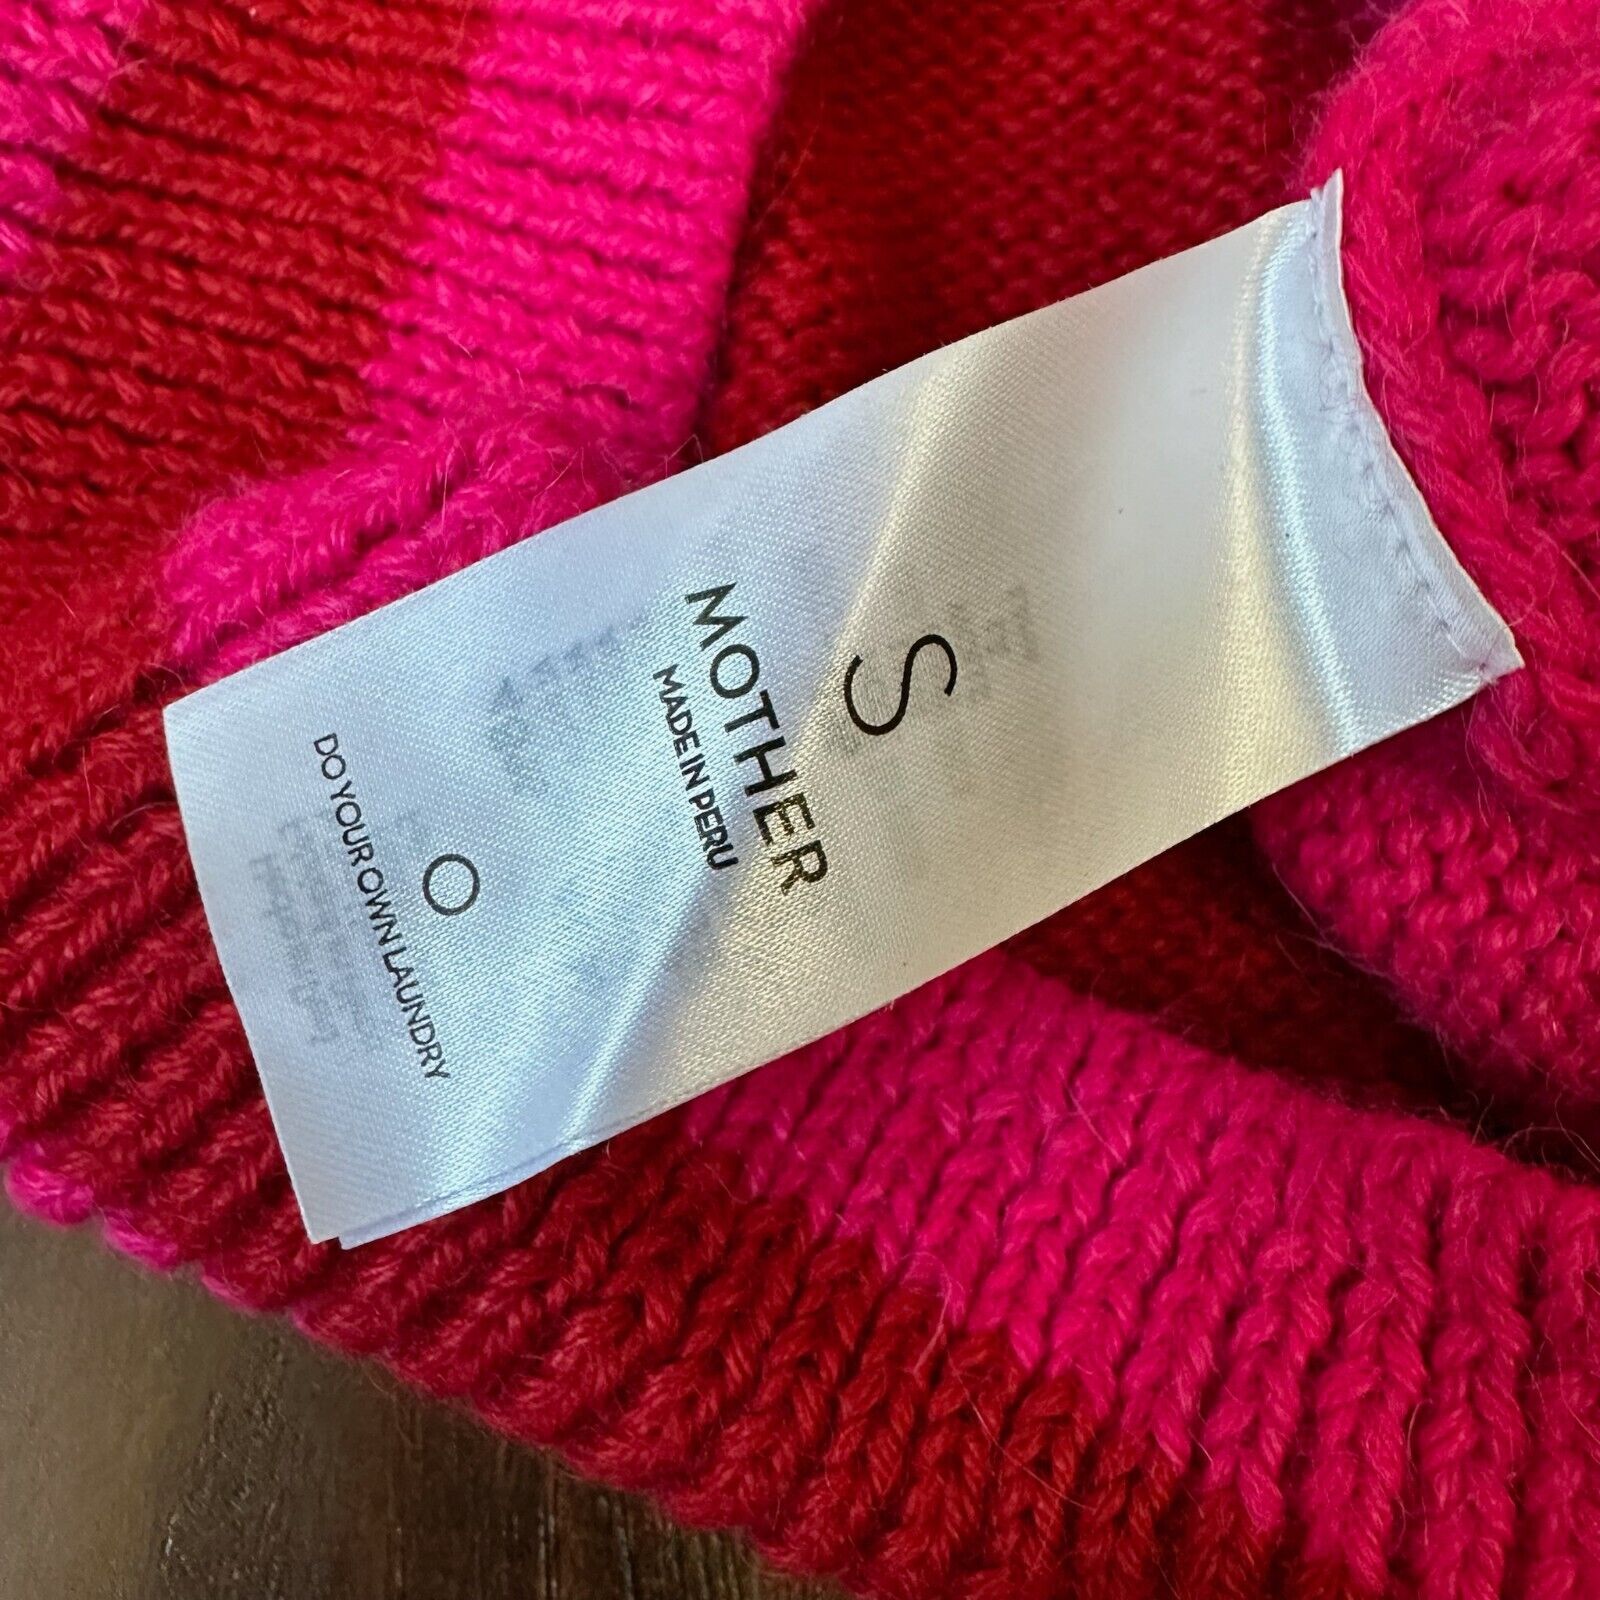 S
MOTHER
MADE IN PERU
O
DO YOUR OWN LAUNDRY